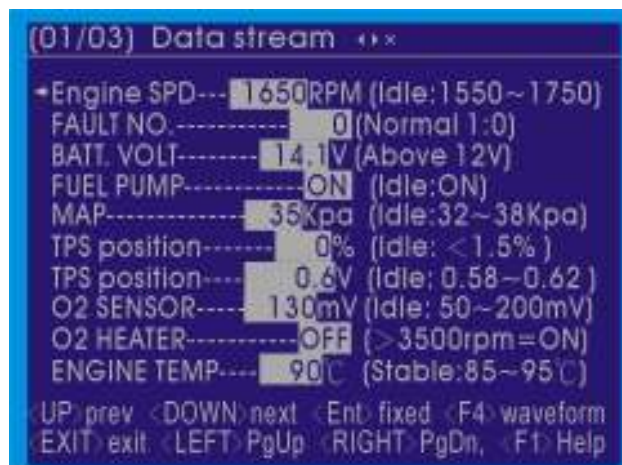 (01/03) Data stream
Engine SPD--- 1650RPM (Idle:1550~1750)
FAULT NO.----------- 0 (Normal 1:0)
BATT. VOLT-------- 14.1V (Above 12V)
FUEL PUMP-----------ON (Idle:ON)
MAP-------------- 35Kpa (Idle:32~38Kpa)
TPS position------- 0% (Idle: <1.5% )
TPS position---- 0.6V (Idle: 0.58~0.62 )
O2 SENSOR----- 130mV (Idle: 50~200mV)
O2 HEATER-----------OFF (>3500rpm=ON)
ENGINE TEMP---- 90℃ (Stable:85~95℃)
<UP>prev <DOWN>next <Ent>fixed <F4>waveform
<EXIT>exit <LEFT>PgUp <RIGHT>PgDn, <F1>Help